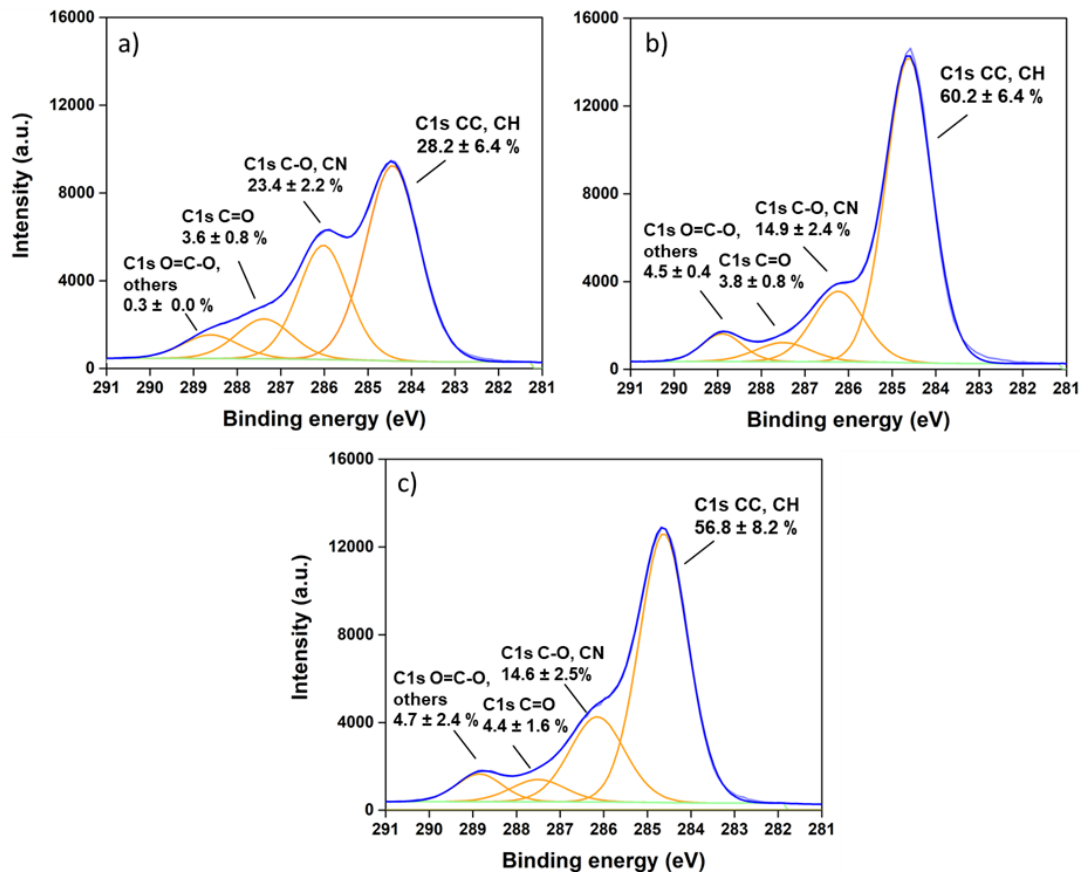 a)
16000
12000
8000
4000
0
Intensity (a.u.)
C1s CC, CH
28.2 ± 6.4 %
C1s C-O, CN
23.4 ± 2.2 %
C1s C=O
3.6 ± 0.8 %
C1s O=C-O,
others
0.3 ± 0.0 %
291 290 289 288 287 286 285 284 283 282 281
Binding energy (eV)
b)
16000
12000
8000
4000
0
C1s CC, CH
60.2 ± 6.4 %
C1s C-O, CN
14.9 ± 2.4 %
C1s O=C-O,
others
4.5 ± 0.4
C1s C=O
3.8 ± 0.8 %
291 290 289 288 287 286 285 284 283 282 281
Binding energy (eV)
c)
16000
12000
8000
4000
0
Intensity (a.u.)
C1s CC, CH
56.8 ± 8.2 %
C1s C-O, CN
14.6 ± 2.5%
C1s O=C-O,
others
4.7 ± 2.4 %
C1s C=O
4.4 ± 1.6 %
291 290 289 288 287 286 285 284 283 282 281
Binding energy (eV)